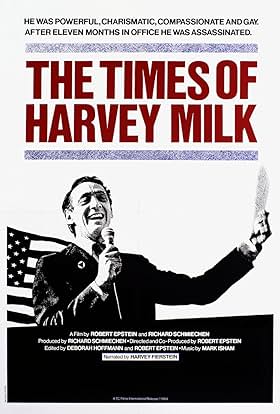 HE WAS POWERFUL, CHARISMATIC, COMPASSIONATE AND GAY.
AFTER ELEVEN MONTHS IN OFFICE HE WAS ASSASSINATED.
THE TIMES OF
HARVEY MILK
A Film by ROBERT EPSTEIN and RICHARD SCHMIECHEN
Produced by RICHARD SCHMIECHEN • Directed and Co-Produced by ROBERT EPSTEIN
Edited by DEBORAH HOFFMANN and ROBERT EPSTEIN • Music by MARK ISHAM
Narrated by HARVEY FIERSTEIN